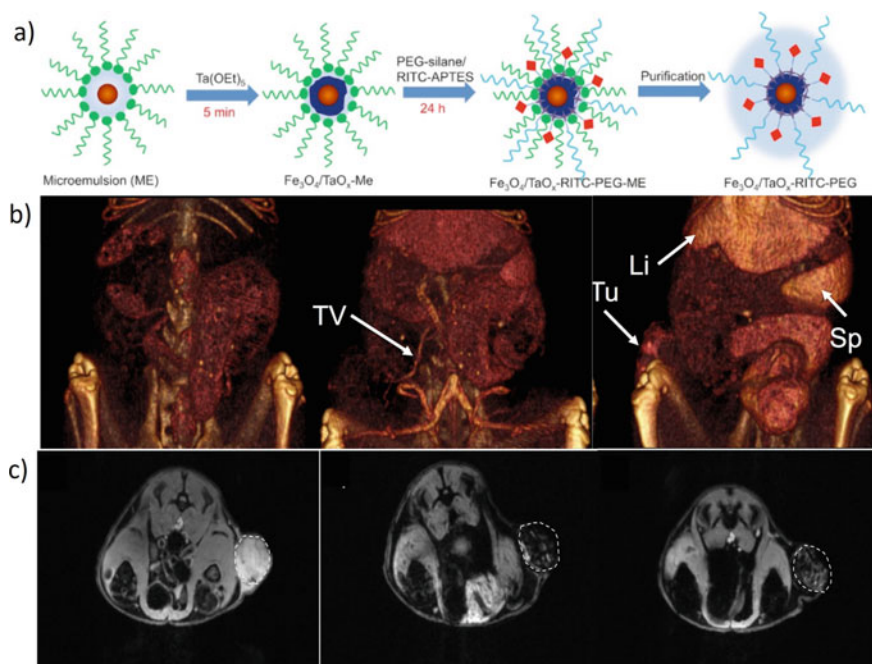 a)
Ta(OEt)₅
5 min
PEG-silane/
RITC-APTES
24 h
Purification
Microemulsion (ME)
Fe₃O₄/TaOₓ-Me
Fe₃O₄/TaOₓ-RITC-PEG-ME
Fe₃O₄/TaOₓ-RITC-PEG
b)
TV
Li
Tu
Sp
c)